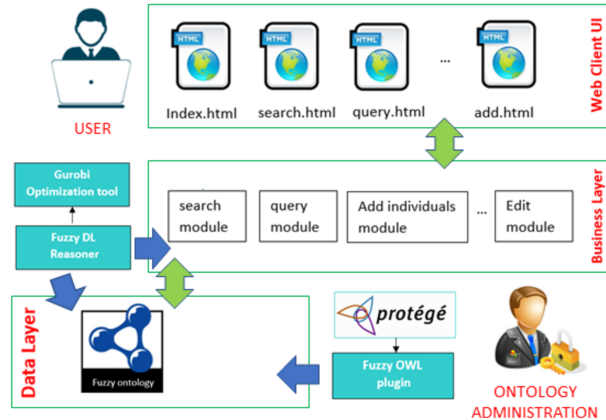 HTML
HTML
HTML
HTML
...
Index.html
search.html
query.html
add.html
Web Client UI
USER
Gurobi
Optimization tool
Fuzzy DL
Reasoner
search
module
query
module
Add individuals
module
...
Edit
module
Business Layer
Data Layer
Fuzzy ontology
protégé
Fuzzy OWL
plugin
ONTOLOGY
ADMINISTRATION